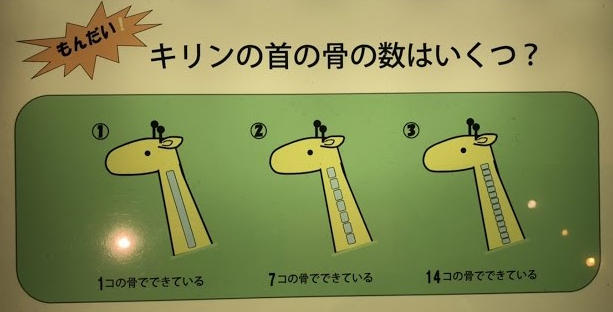 もんだい!
キリンの首の骨の数はいくつ？
①
②
③
1コの骨でできている
7コの骨でできている
14コの骨でできている